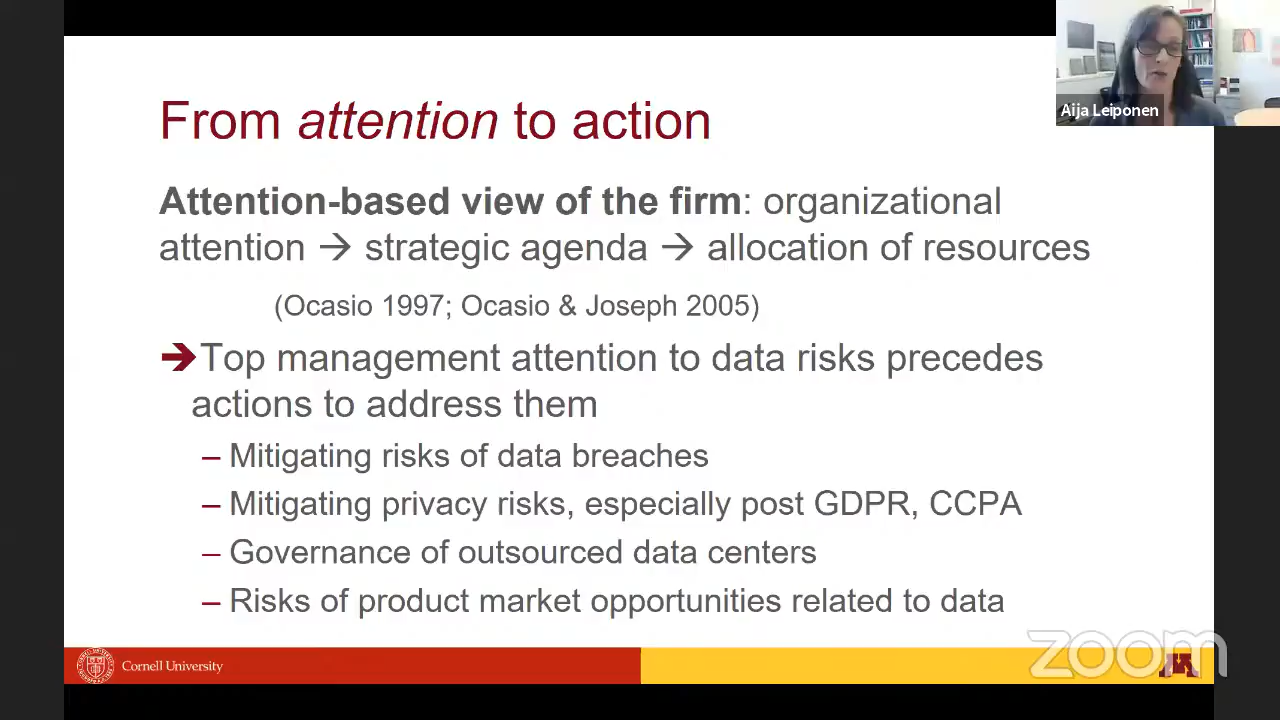 Aija Leiponen
From attention to action
Attention-based view of the firm: organizational
attention → strategic agenda → allocation of resources
(Ocasio 1997; Ocasio & Joseph 2005)
➔Top management attention to data risks precedes
actions to address them
– Mitigating risks of data breaches
– Mitigating privacy risks, especially post GDPR, CCPA
– Governance of outsourced data centers
– Risks of product market opportunities related to data
Cornell University
zoom
M